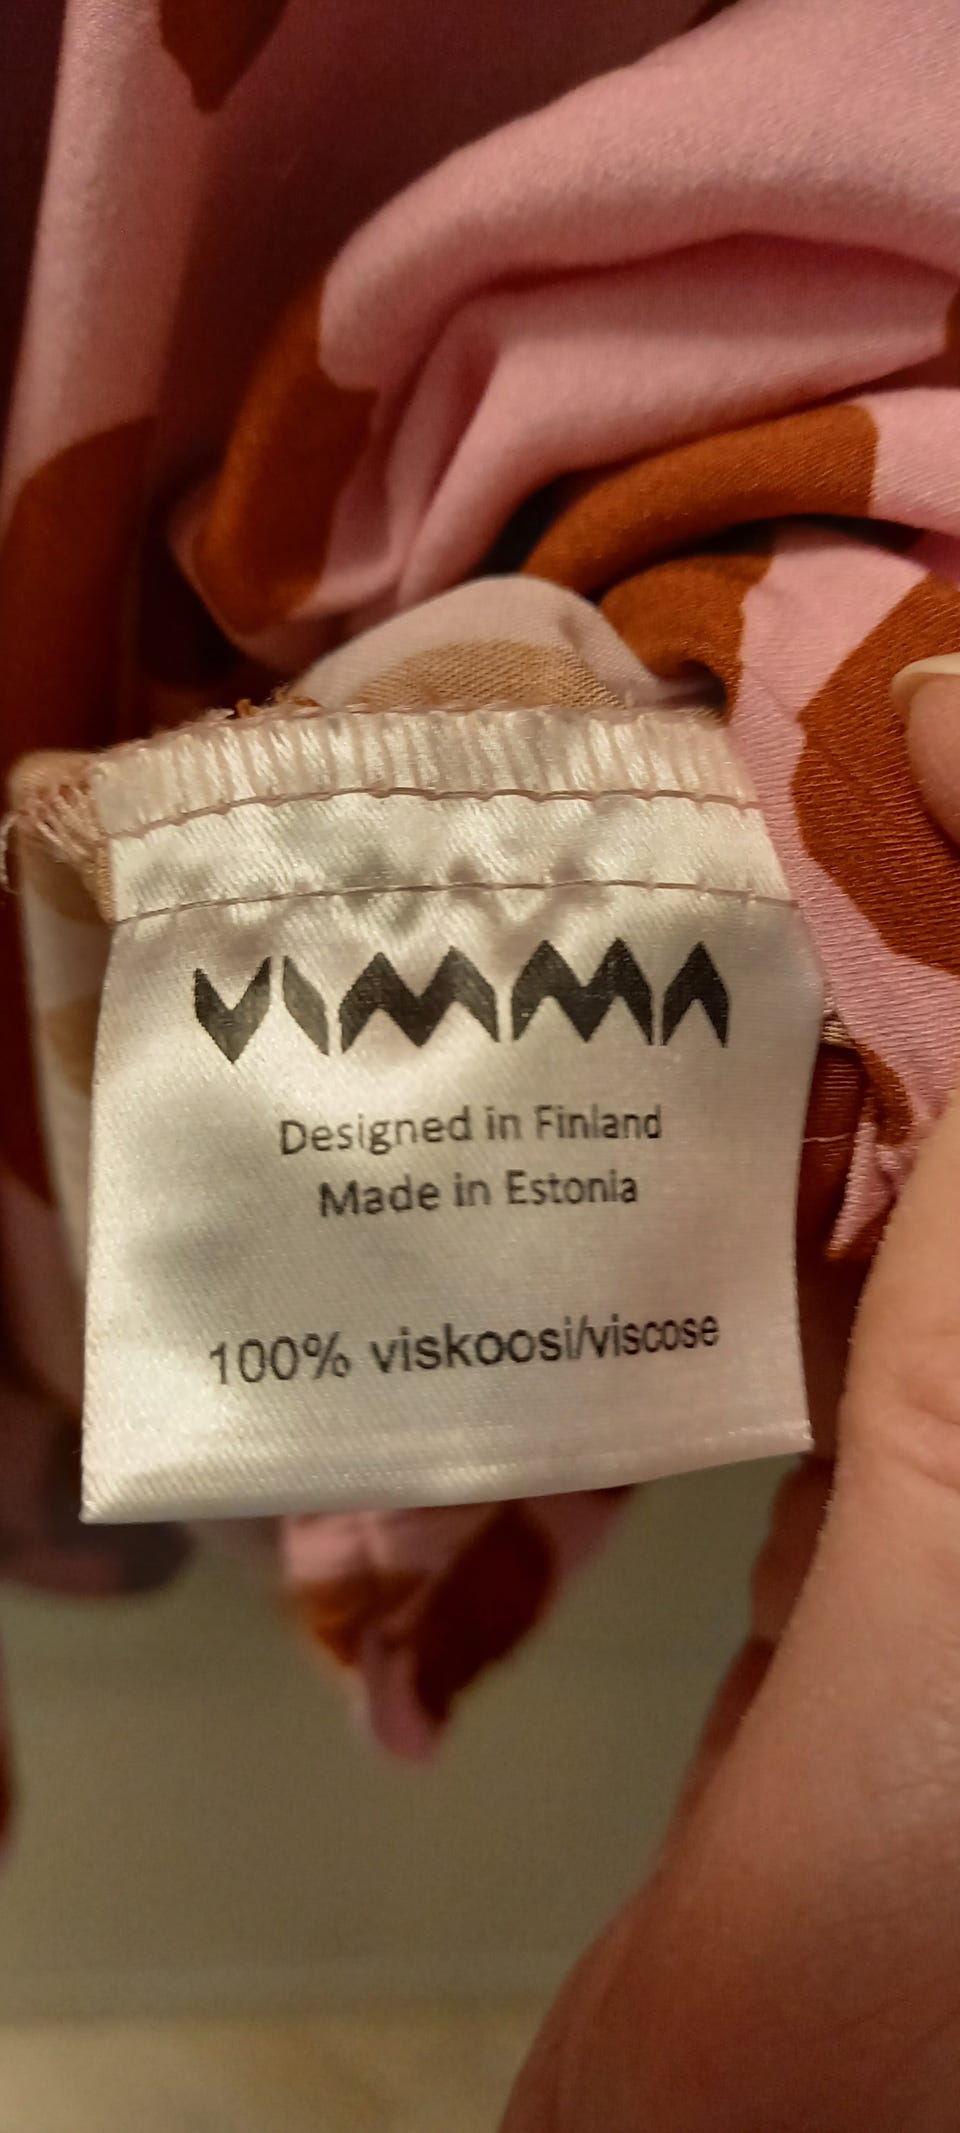 VIMMA
Designed in Finland
Made in Estonia
100% viskoosi/viscose